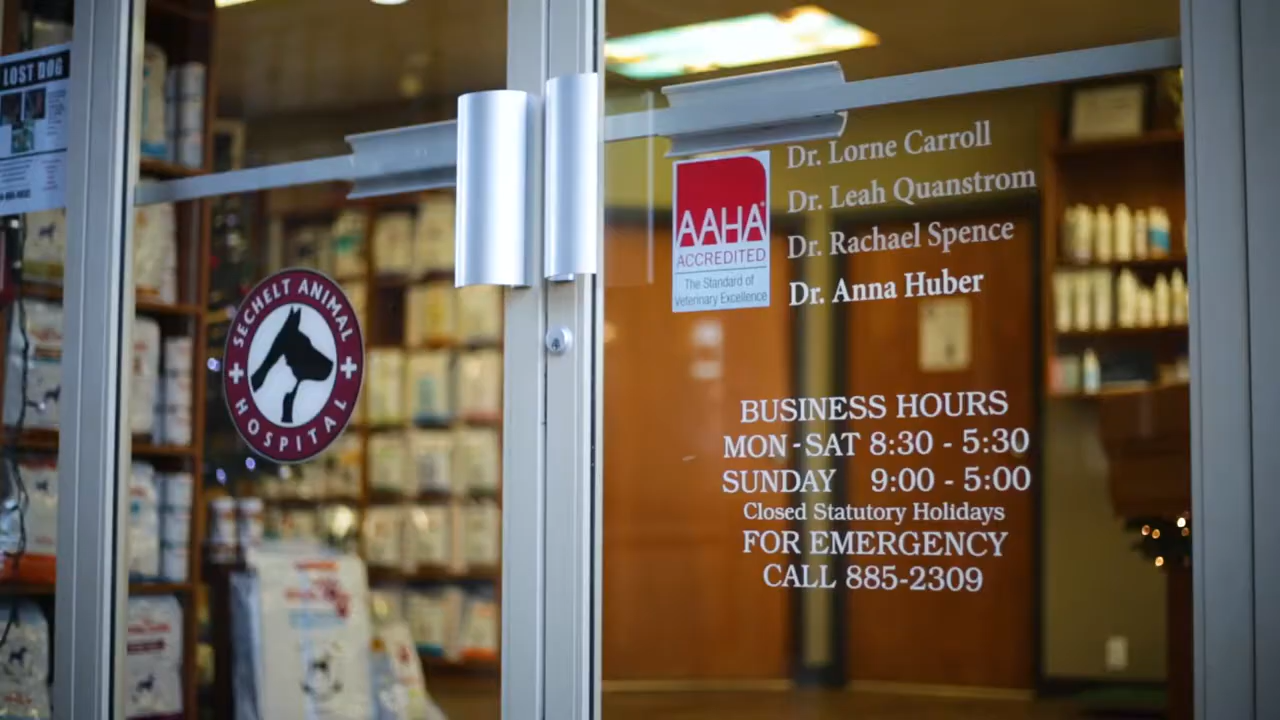 LOST DOG
SECHELT ANIMAL
HOSPITAL
AAHA
ACCREDITED
The Standard of
Veterinary Excellence
Dr. Lorne Carroll
Dr. Leah Quanstrom
Dr. Rachael Spence
Dr. Anna Huber
BUSINESS HOURS
MON - SAT 8:30 - 5:30
SUNDAY 9:00 - 5:00
Closed Statutory Holidays
FOR EMERGENCY
CALL 885-2309